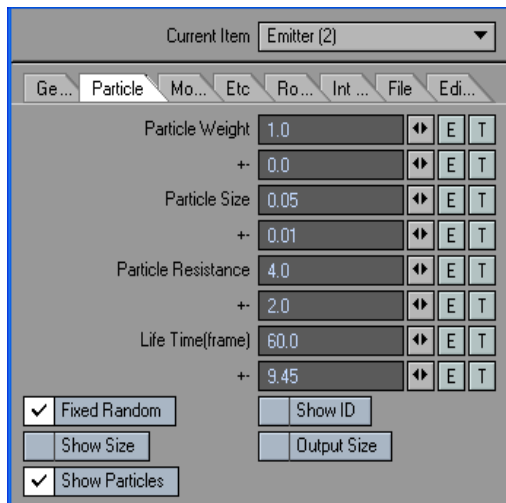 Current Item Emitter (2)
Ge... Particle Mo... Etc Ro... Int ... File Edi...
Particle Weight 1.0 E T
+- 0.0 E T
Particle Size 0.05 E T
+- 0.01 E T
Particle Resistance 4.0 E T
+- 2.0 E T
Life Time(frame) 60.0 E T
+- 9.45 E T
Fixed Random Show ID
Show Size Output Size
Show Particles